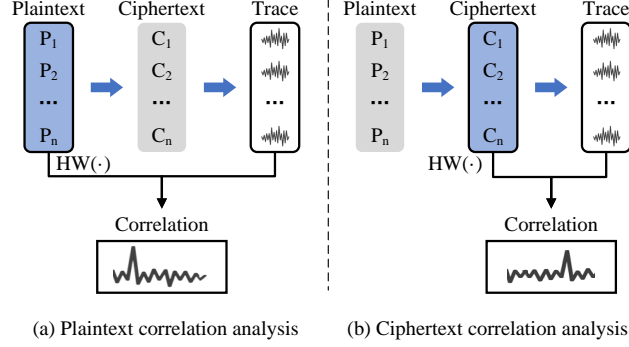 Plaintext Ciphertext Trace
P1 C1
P2 C2
... ... ...
Pn Cn
HW(·)
Correlation
(a) Plaintext correlation analysis
Plaintext Ciphertext Trace
P1 C1
P2 C2
... ... ...
Pn Cn
HW(·)
Correlation
(b) Ciphertext correlation analysis